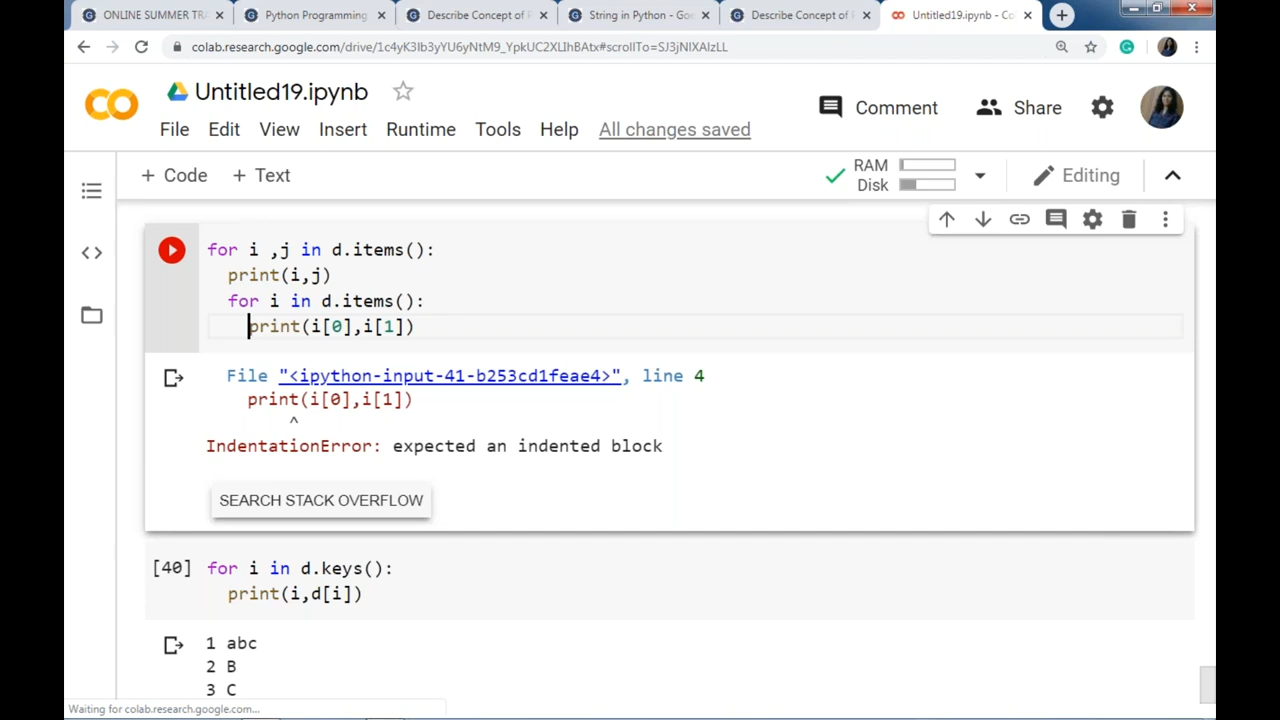 ONLINE SUMMER TRA
Python Programming
Describe Concept of F
String in Python - Goo
Describe Concept of F
Untitled19.ipynb - Co
colab.research.google.com/drive/1c4yK3Ib3yYU6yNtM9_YpkUC2XLIhBAtx#scrollTo=SJ3jNlXAlzLL
CO Untitled19.ipynb
Comment Share
File Edit View Insert Runtime Tools Help All changes saved
+ Code + Text
RAM
Disk
Editing
for i ,j in d.items():
print(i,j)
for i in d.items():
print(i[0],i[1])
File "<ipython-input-41-b253cd1feae4>", line 4
print(i[0],i[1])
^
IndentationError: expected an indented block
SEARCH STACK OVERFLOW
[40] for i in d.keys():
print(i,d[i])
1 abc
2 B
3 C
Waiting for colab.research.google.com...